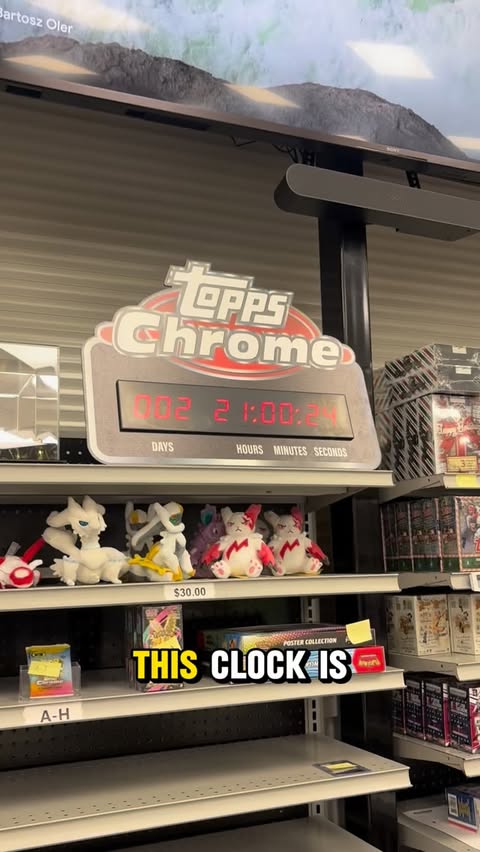 Bartosz Oler
SONY
topps
Chrome
002 21:00:24
DAYS HOURS MINUTES SECONDS
$30.00
POSTER COLLECTION
THIS CLOCK IS
A-H